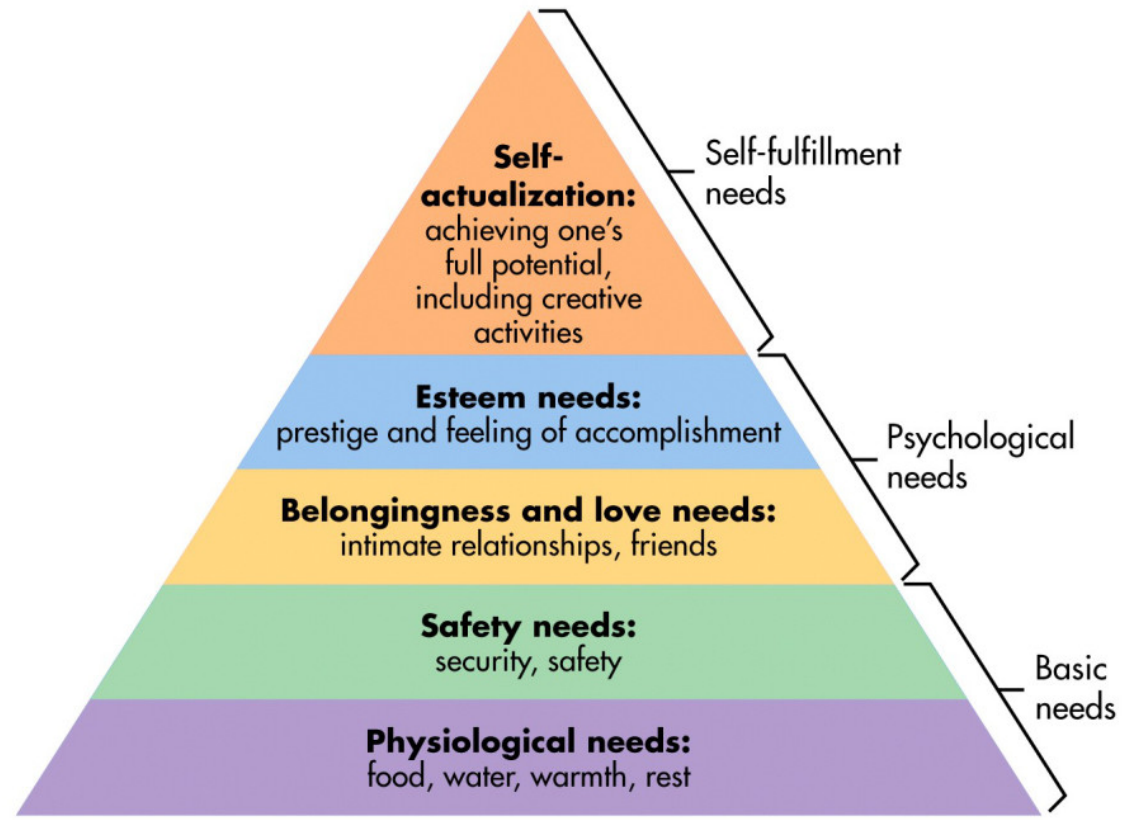 Self-
actualization:
achieving one's
full potential,
including creative
activities
Self-fulfillment
needs
Esteem needs:
prestige and feeling of accomplishment
Psychological
needs
Belongingness and love needs:
intimate relationships, friends
Safety needs:
security, safety
Basic
needs
Physiological needs:
food, water, warmth, rest